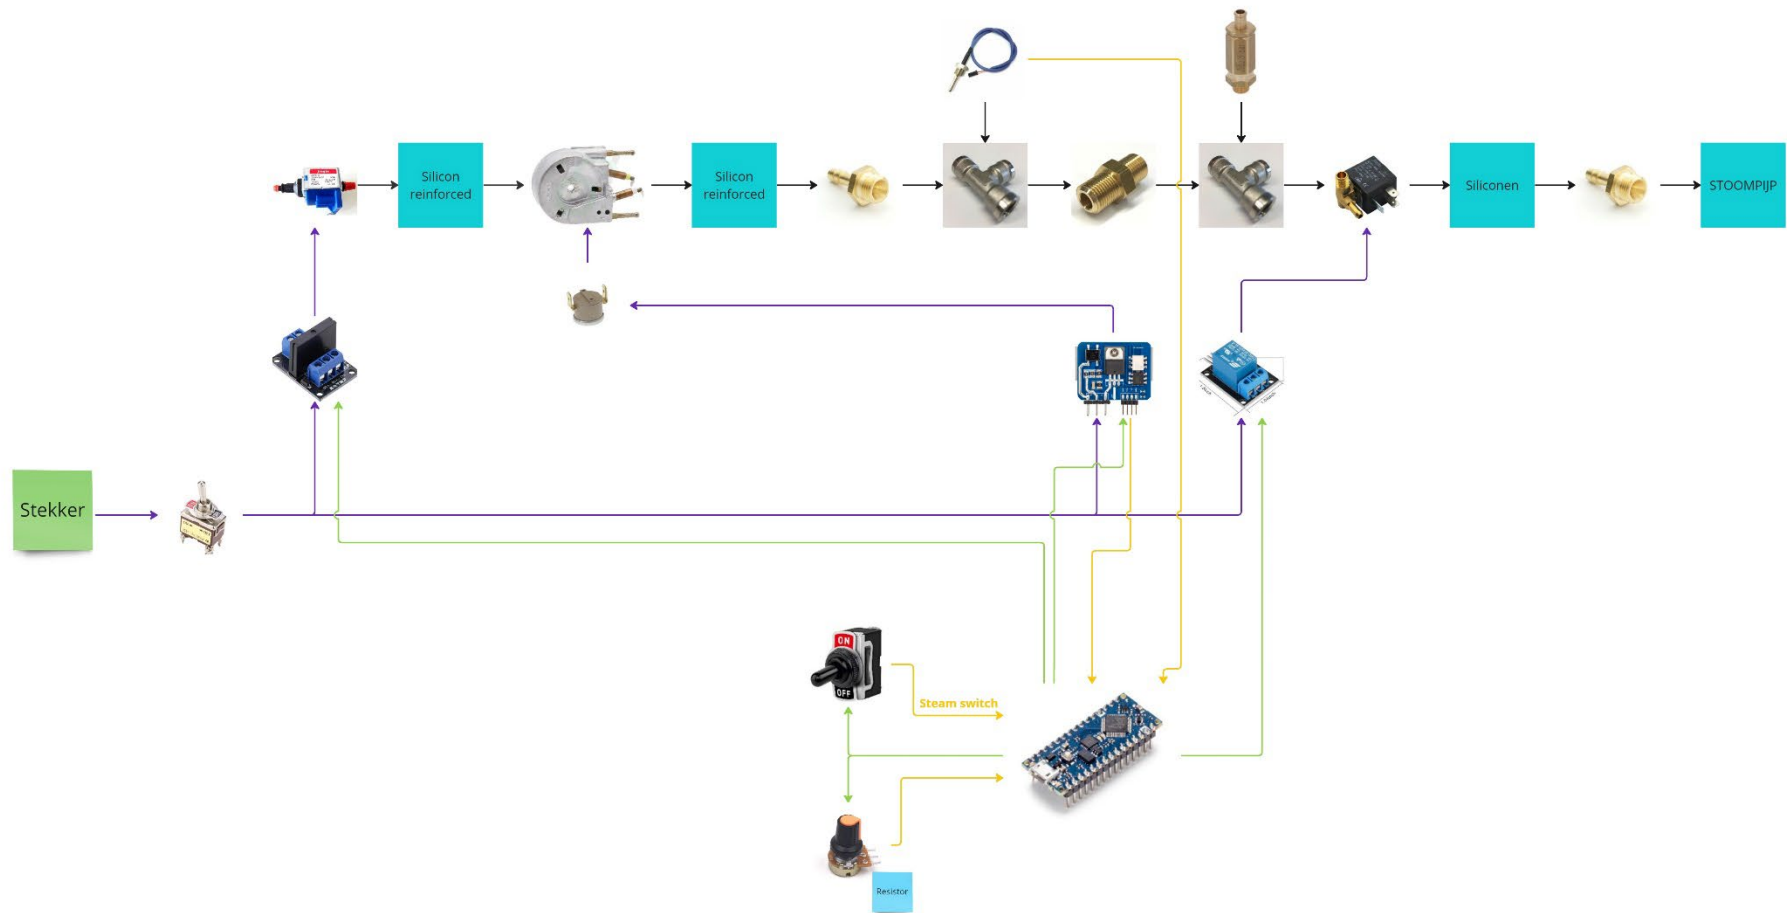 Silicon
reinforced
Silicon
reinforced
Siliconen
STOOMPIJP
Stekker
ON
OFF
Steam switch
Resistor